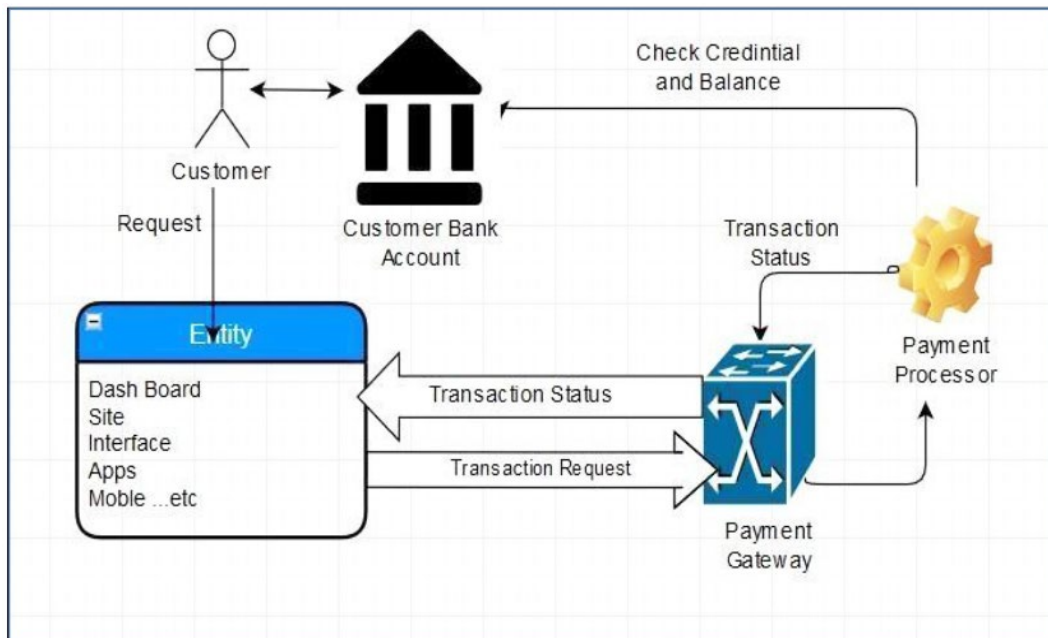 Check Credintial
and Balance
Customer
Request
Customer Bank
Account
Transaction
Status
Entity
Dash Board
Site
Interface
Apps
Moble ...etc
Transaction Status
Transaction Request
Payment
Processor
Payment
Gateway